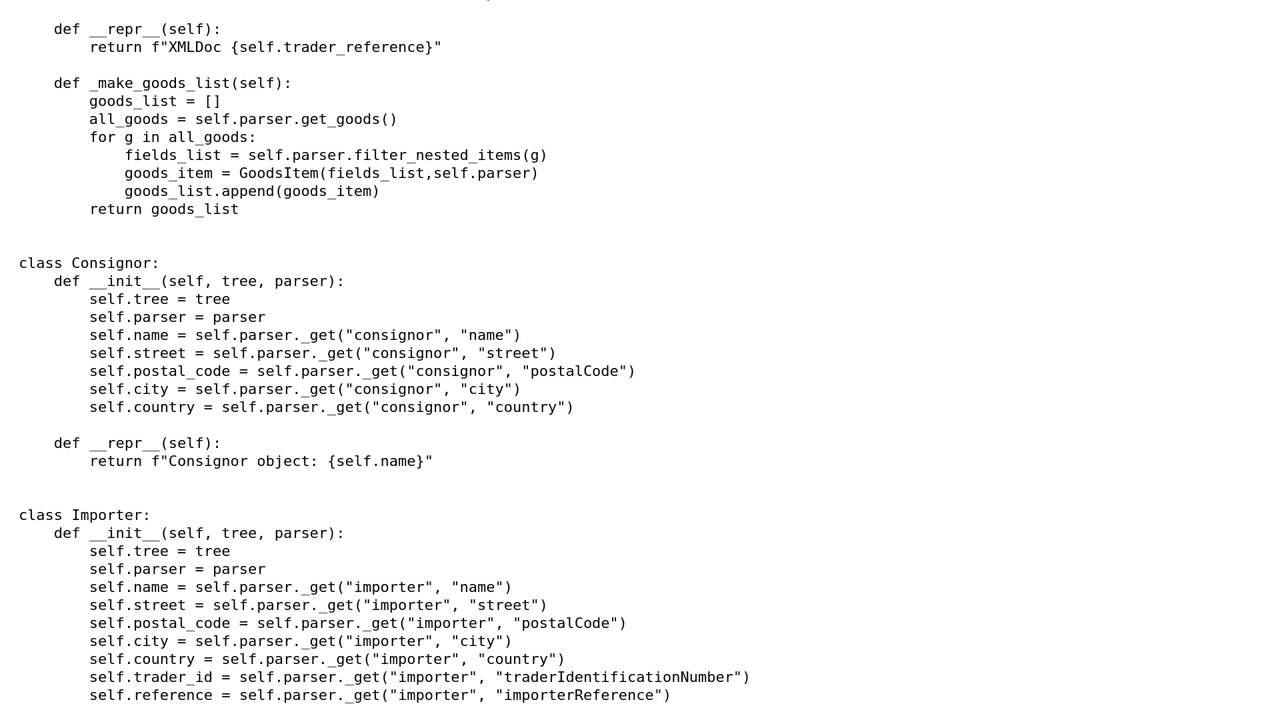 def __repr__(self):
return f"XMLDoc {self.trader_reference}"
def _make_goods_list(self):
goods_list = []
all_goods = self.parser.get_goods()
for g in all_goods:
fields_list = self.parser.filter_nested_items(g)
goods_item = GoodsItem(fields_list,self.parser)
goods_list.append(goods_item)
return goods_list
class Consignor:
def __init__(self, tree, parser):
self.tree = tree
self.parser = parser
self.name = self.parser._get("consignor", "name")
self.street = self.parser._get("consignor", "street")
self.postal_code = self.parser._get("consignor", "postalCode")
self.city = self.parser._get("consignor", "city")
self.country = self.parser._get("consignor", "country")
def __repr__(self):
return f"Consignor object: {self.name}"
class Importer:
def __init__(self, tree, parser):
self.tree = tree
self.parser = parser
self.name = self.parser._get("importer", "name")
self.street = self.parser._get("importer", "street")
self.postal_code = self.parser._get("importer", "postalCode")
self.city = self.parser._get("importer", "city")
self.country = self.parser._get("importer", "country")
self.trader_id = self.parser._get("importer", "traderIdentificationNumber")
self.reference = self.parser._get("importer", "importerReference")